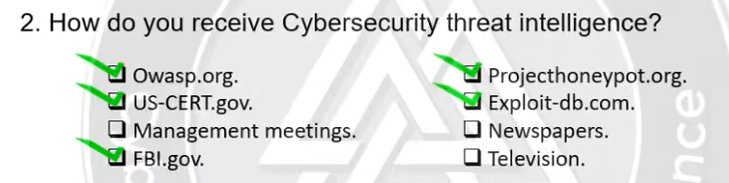 2. How do you receive Cybersecurity threat intelligence?
Owasp.org.
US-CERT.gov.
Management meetings.
FBI.gov.
Projecthoneypot.org.
Exploit-db.com.
Newspapers.
Television.
nce